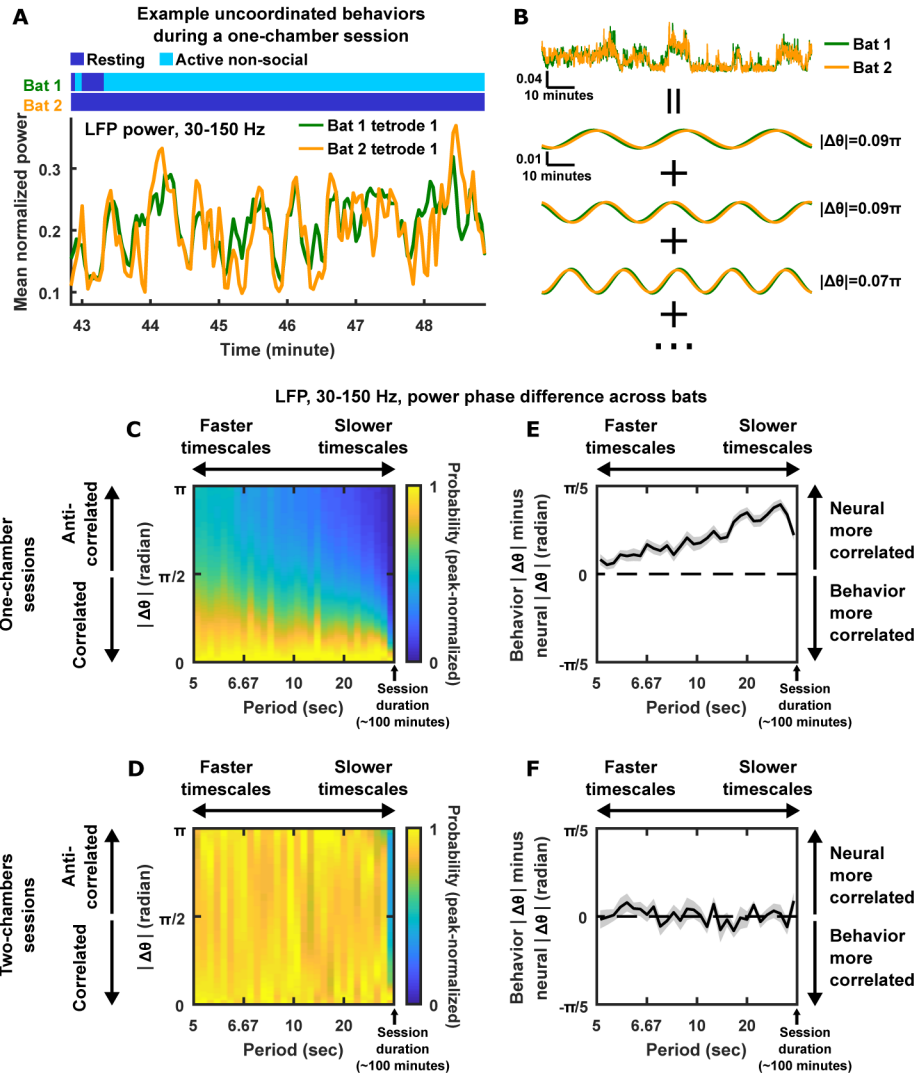 A
Example uncoordinated behaviors
during a one-chamber session
Resting
Active non-social
Bat 1
Bat 2
LFP power, 30-150 Hz
Bat 1 tetrode 1
Bat 2 tetrode 1
Mean normalized power
0.3
0.2
0.1
43
44
45
46
47
48
Time (minute)
B
Bat 1
Bat 2
0.04
10 minutes
=
|Δθ|=0.09π
0.01
10 minutes
+
|Δθ|=0.09π
+
|Δθ|=0.07π
+
...
LFP, 30-150 Hz, power phase difference across bats
One-chamber
sessions
C
Faster
timescales
Slower
timescales
Anti-
correlated
Correlated
|Δθ| (radian)
π
π/2
0
5
6.67
10
20
Period (sec)
Session
duration
(~100 minutes)
1
0
Probability (peak-normalized)
E
Faster
timescales
Slower
timescales
Behavior |Δθ| minus
neural |Δθ| (radian)
π/5
0
-π/5
5
6.67
10
20
Period (sec)
Session
duration
(~100 minutes)
Neural
more
correlated
Behavior
more
correlated
Two-chambers
sessions
D
Faster
timescales
Slower
timescales
Anti-
correlated
Correlated
|Δθ| (radian)
π
π/2
0
5
6.67
10
20
Period (sec)
Session
duration
(~100 minutes)
1
0
Probability (peak-normalized)
F
Faster
timescales
Slower
timescales
Behavior |Δθ| minus
neural |Δθ| (radian)
π/5
0
-π/5
5
6.67
10
20
Period (sec)
Session
duration
(~100 minutes)
Neural
more
correlated
Behavior
more
correlated